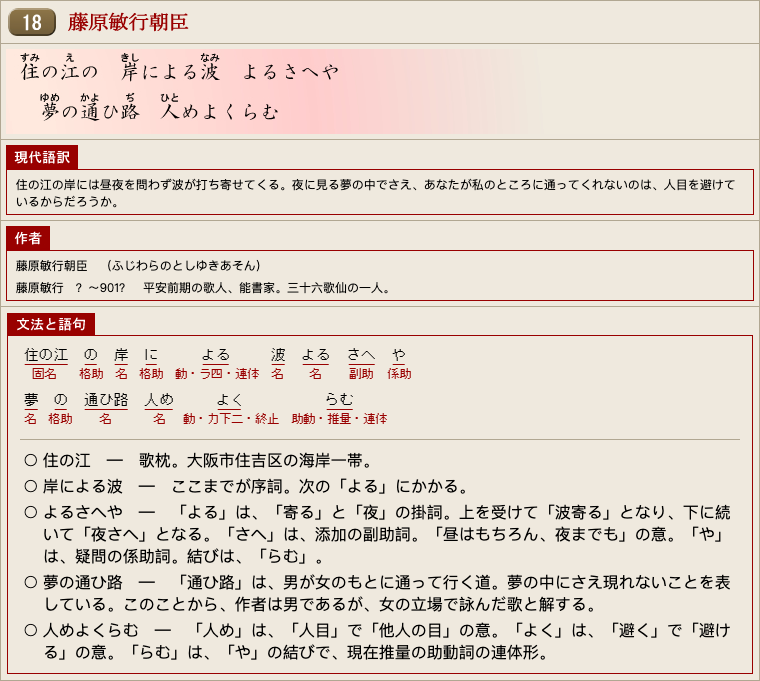 18 藤原敏行朝臣
すみ え きし なみ
住の江の 岸による波 よるさへや
ゆめ かよ ぢ ひと
夢の通ひ路 人めよくらむ
現代語訳
住の江の岸には昼夜を問わず波が打ち寄せてくる。夜に見る夢の中でさえ、あなたが私のところに通ってくれないのは、人目を避けて
いるからだろうか。
作者
藤原敏行朝臣 (ふじわらのとしゆきあそん)
藤原敏行 ? ~901? 平安前期の歌人、能書家。三十六歌仙の一人。
文法と語句
住の江 の 岸 に よる 波 よる さへ や
固名 格助 名 格助 動・ラ四・連体 名 名 副助 係助
夢 の 通ひ路 人め よく らむ
名 格助 名 名 動・カ下二・終止 助動・推量・連体
○ 住の江 ― 歌枕。大阪市住吉区の海岸一帯。
○ 岸による波 ― ここまでが序詞。次の「よる」にかかる。
○ よるさへや ― 「よる」は、「寄る」と「夜」の掛詞。上を受けて「波寄る」となり、下に続
いて「夜さへ」となる。「さへ」は、添加の副助詞。「昼はもちろん、夜までも」の意。「や」
は、疑問の係助詞。結びは、「らむ」。
○ 夢の通ひ路 ― 「通ひ路」は、男が女のもとに通って行く道。夢の中にさえ現れないことを表
している。このことから、作者は男であるが、女の立場で詠んだ歌と解する。
○ 人めよくらむ ― 「人め」は、「人目」で「他人の目」の意。「よく」は、「避く」で「避け
る」の意。「らむ」は、「や」の結びで、現在推量の助動詞の連体形。